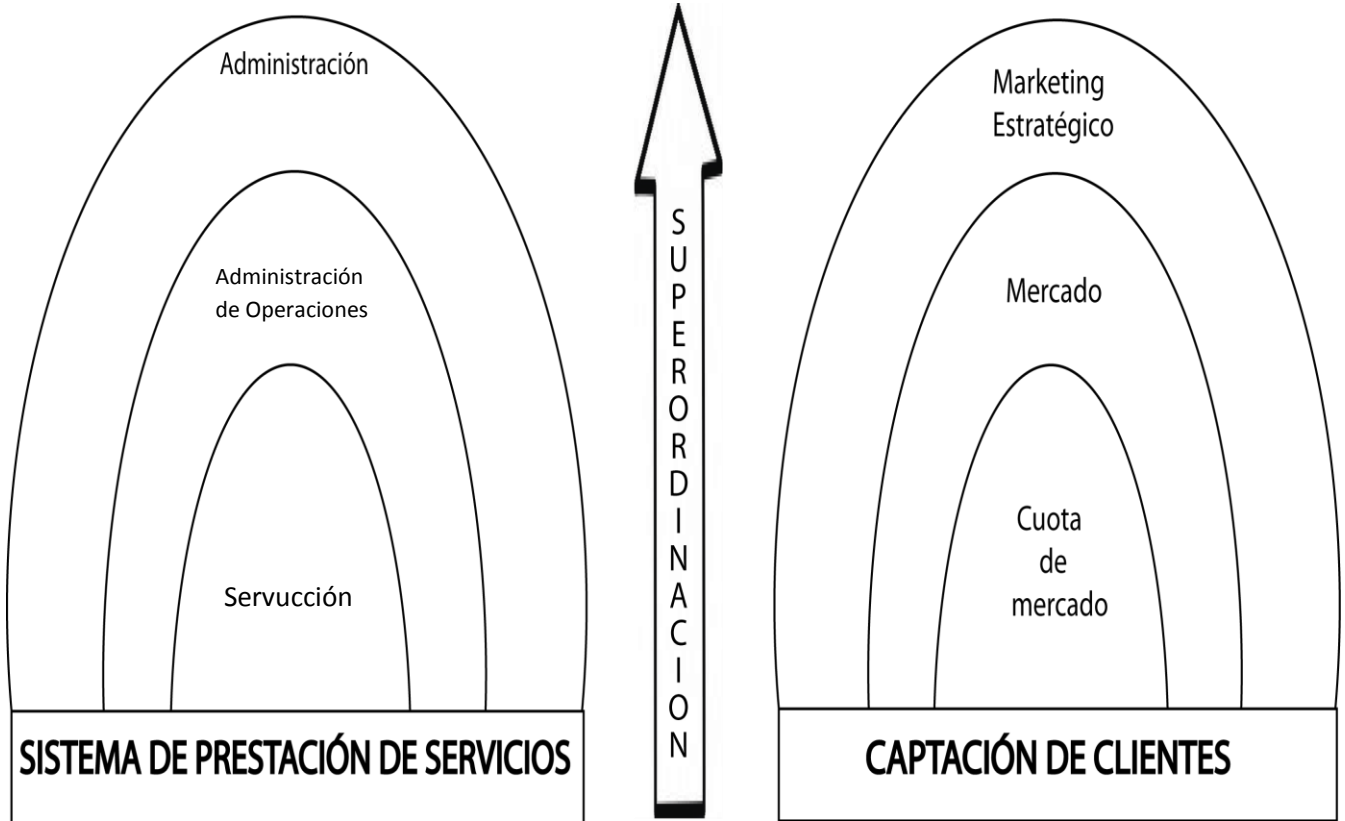 Administración
Administración
de Operaciones
Servucción
SISTEMA DE PRESTACIÓN DE SERVICIOS
S
U
P
E
R
O
R
D
I
N
A
C
I
O
N
Marketing
Estratégico
Mercado
Cuota
de
mercado
CAPTACIÓN DE CLIENTES